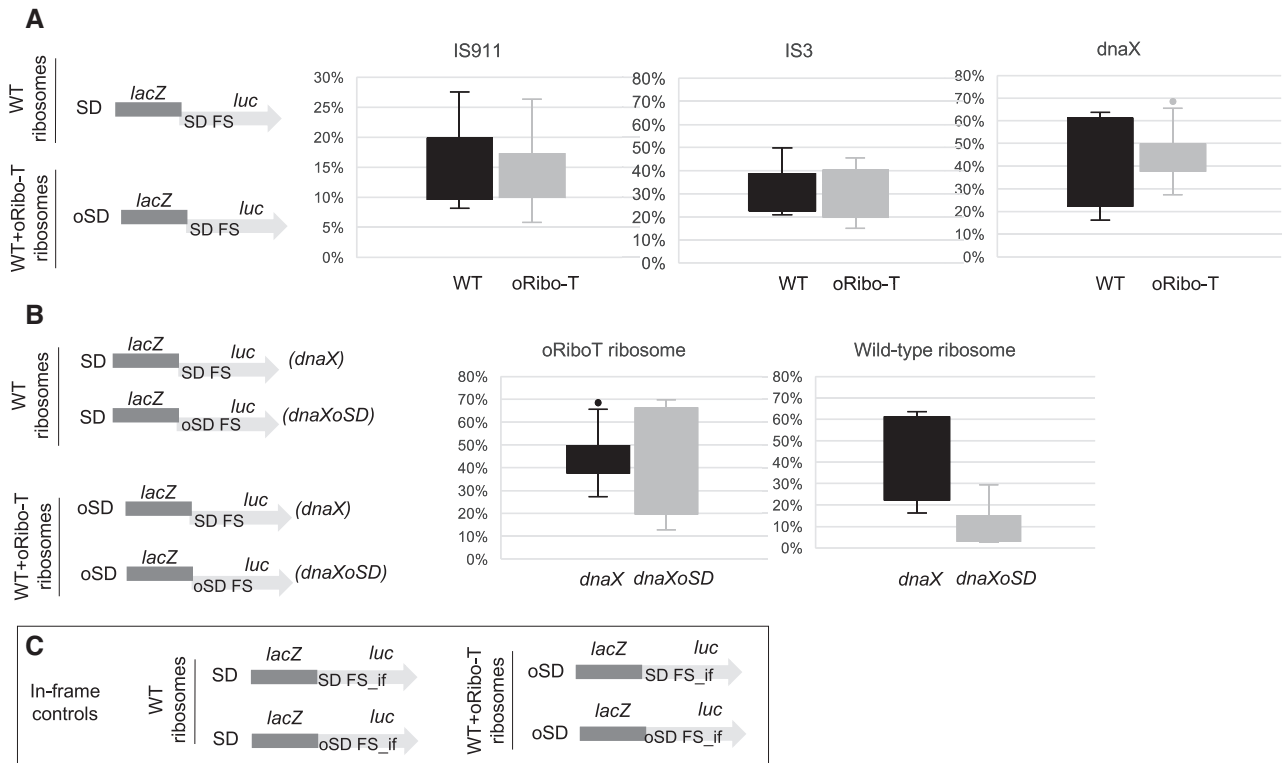 A
WT
ribosomes
SD
lacZ
luc
SD FS
WT+oRibo-T
ribosomes
oSD
lacZ
luc
SD FS
IS911
30%
25%
20%
15%
10%
5%
0%
WT oRibo-T
IS3
80%
70%
60%
50%
40%
30%
20%
10%
0%
WT oRibo-T
dnaX
80%
70%
60%
50%
40%
30%
20%
10%
0%
WT oRibo-T
B
WT
ribosomes
SD
lacZ
luc
SD FS
(dnaX)
SD
lacZ
luc
oSD FS
(dnaXoSD)
WT+oRibo-T
ribosomes
oSD
lacZ
luc
SD FS
(dnaX)
oSD
lacZ
luc
oSD FS
(dnaXoSD)
oRiboT ribosome
80%
70%
60%
50%
40%
30%
20%
10%
0%
dnaX dnaXoSD
Wild-type ribosome
80%
70%
60%
50%
40%
30%
20%
10%
0%
dnaX dnaXoSD
C
In-frame
controls
WT
ribosomes
SD
lacZ
luc
SD FS_if
SD
lacZ
luc
oSD FS_if
WT+oRibo-T
ribosomes
oSD
lacZ
luc
SD FS_if
oSD
lacZ
luc
oSD FS_if